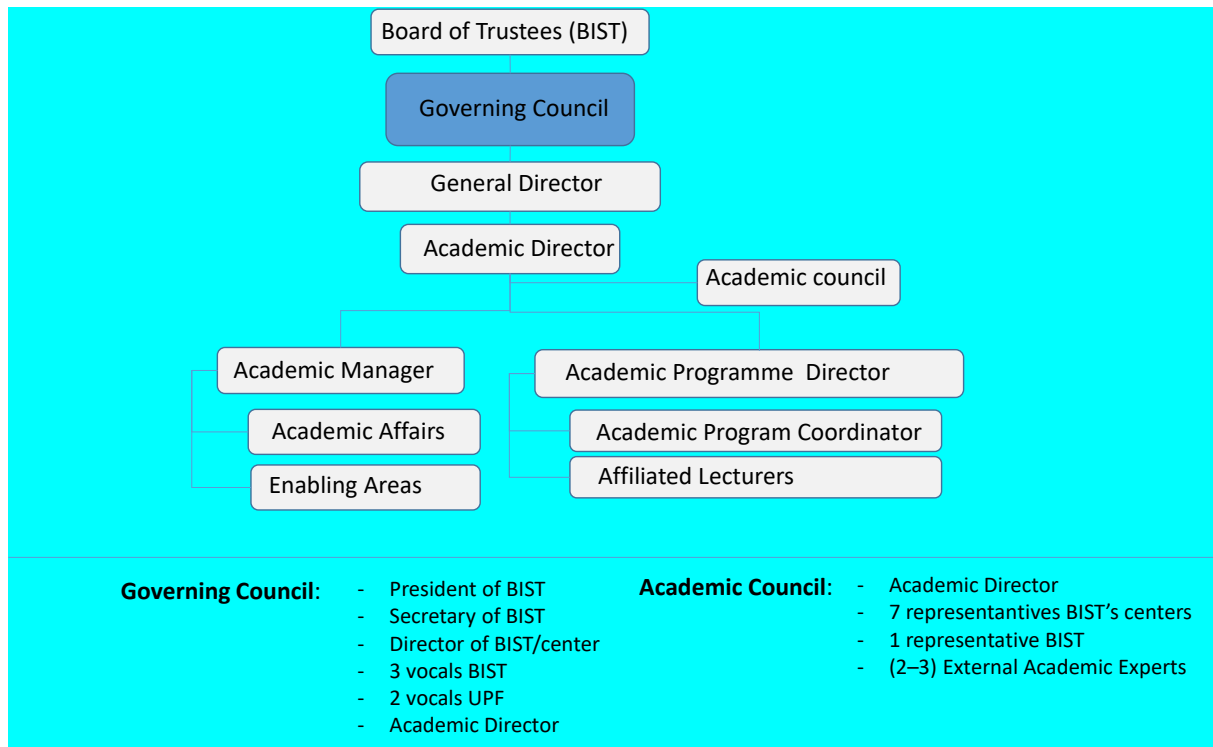 Board of Trustees (BIST)
Governing Council
General Director
Academic Director
Academic council
Academic Manager
Academic Programme Director
Academic Affairs
Academic Program Coordinator
Enabling Areas
Affiliated Lecturers
Governing Council:
- President of BIST
- Secretary of BIST
- Director of BIST/center
- 3 vocals BIST
- 2 vocals UPF
- Academic Director
Academic Council:
- Academic Director
- 7 representantives BIST's centers
- 1 representative BIST
- (2–3) External Academic Experts